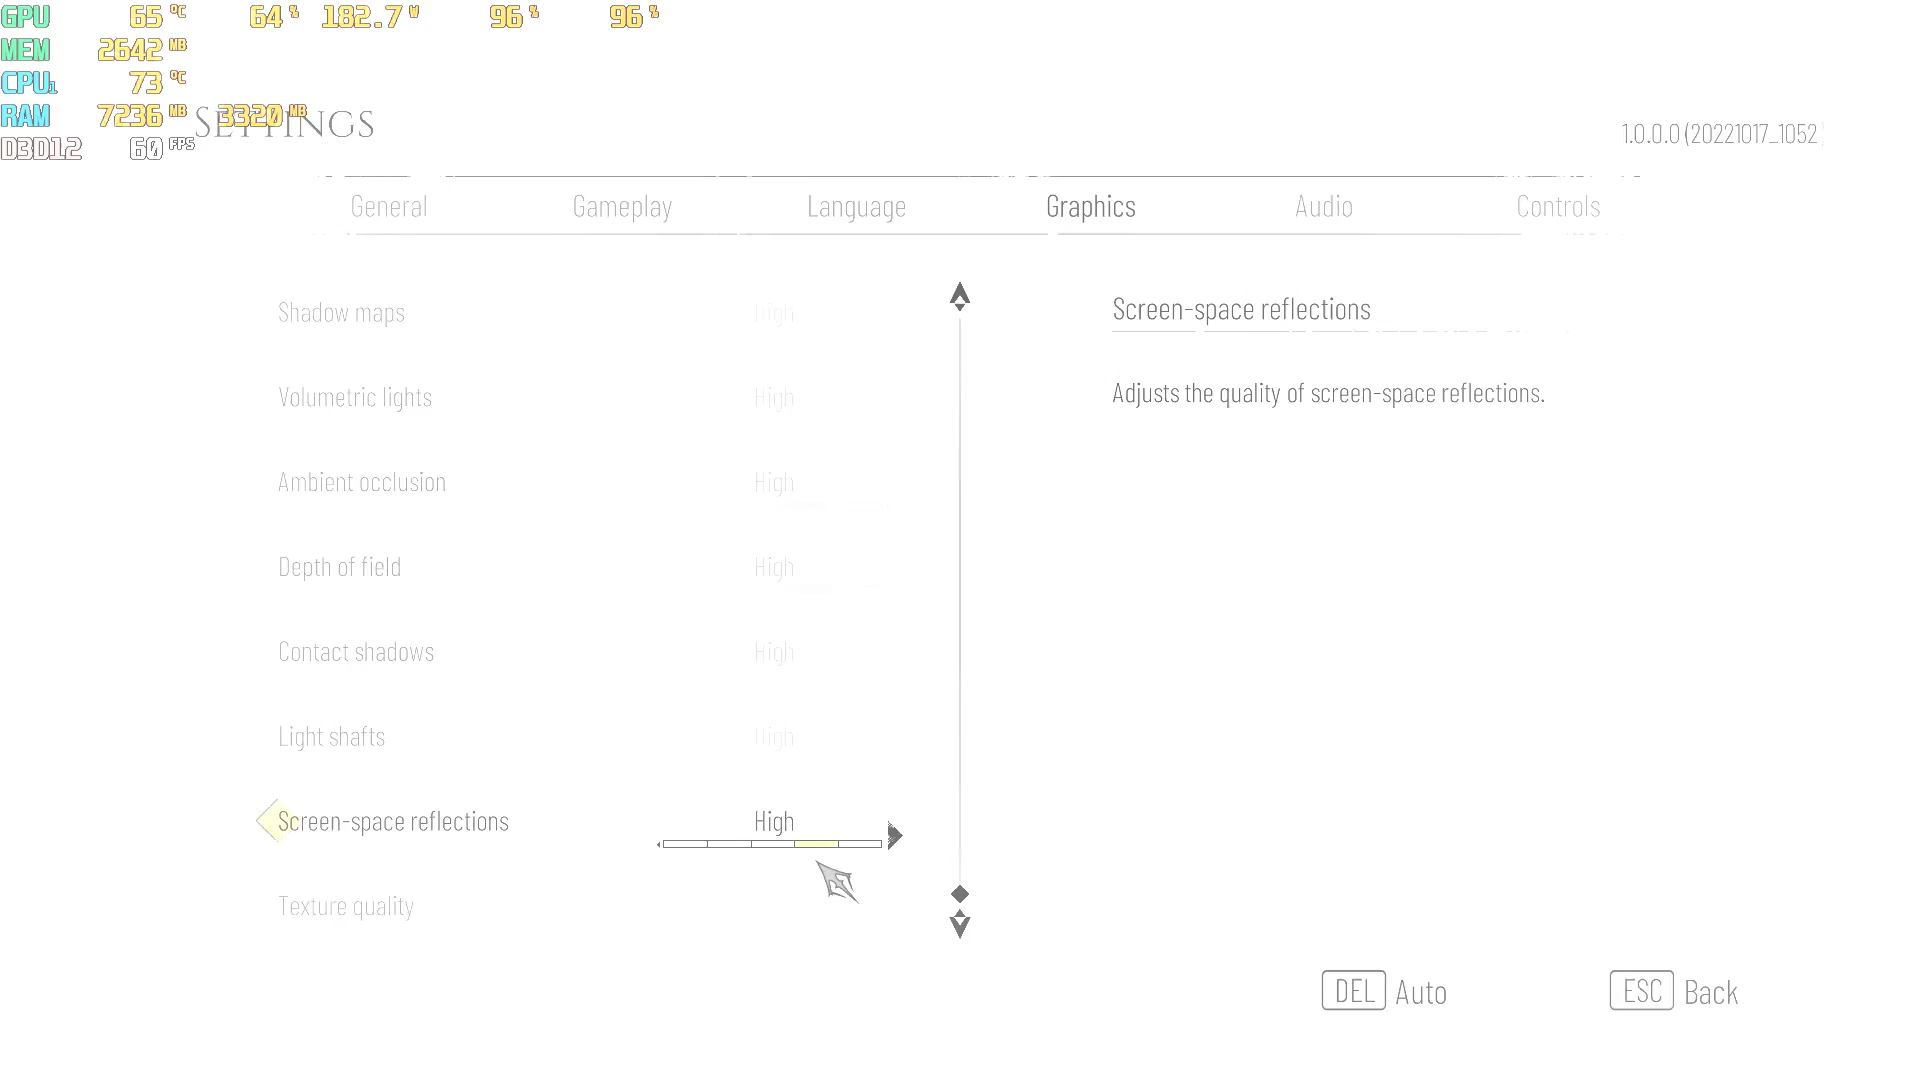 GPU 65 °C 64 % 182.7 W 96 % 96 %
MEM 2642 MB
CPU1 73 °C
RAM 7236 MB 3320 MB
D3D12 60 FPS
SETTINGS
1.0.0.0 (20221017_1052)
General Gameplay Language Graphics Audio Controls
Shadow maps High
Volumetric lights High
Ambient occlusion High
Depth of field High
Contact shadows High
Light shafts High
Screen-space reflections High
Texture quality
Screen-space reflections
Adjusts the quality of screen-space reflections.
DEL Auto ESC Back